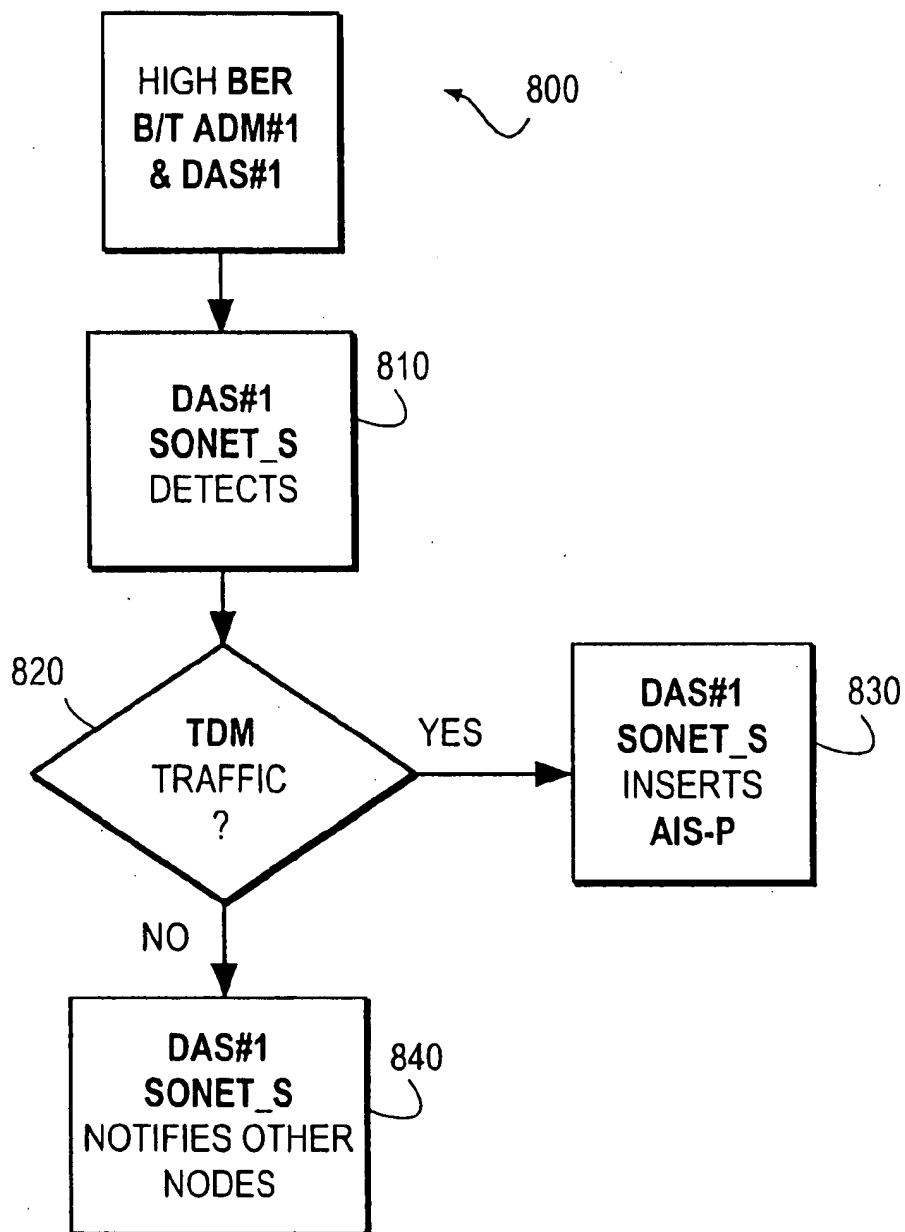 HIGH BER
B/T ADM#1
& DAS#1
800
DAS#1
SONET_S
DETECTS
810
820
TDM
TRAFFIC
?
YES
DAS#1
SONET_S
INSERTS
AIS-P
830
NO
DAS#1
SONET_S
NOTIFIES OTHER
NODES
840